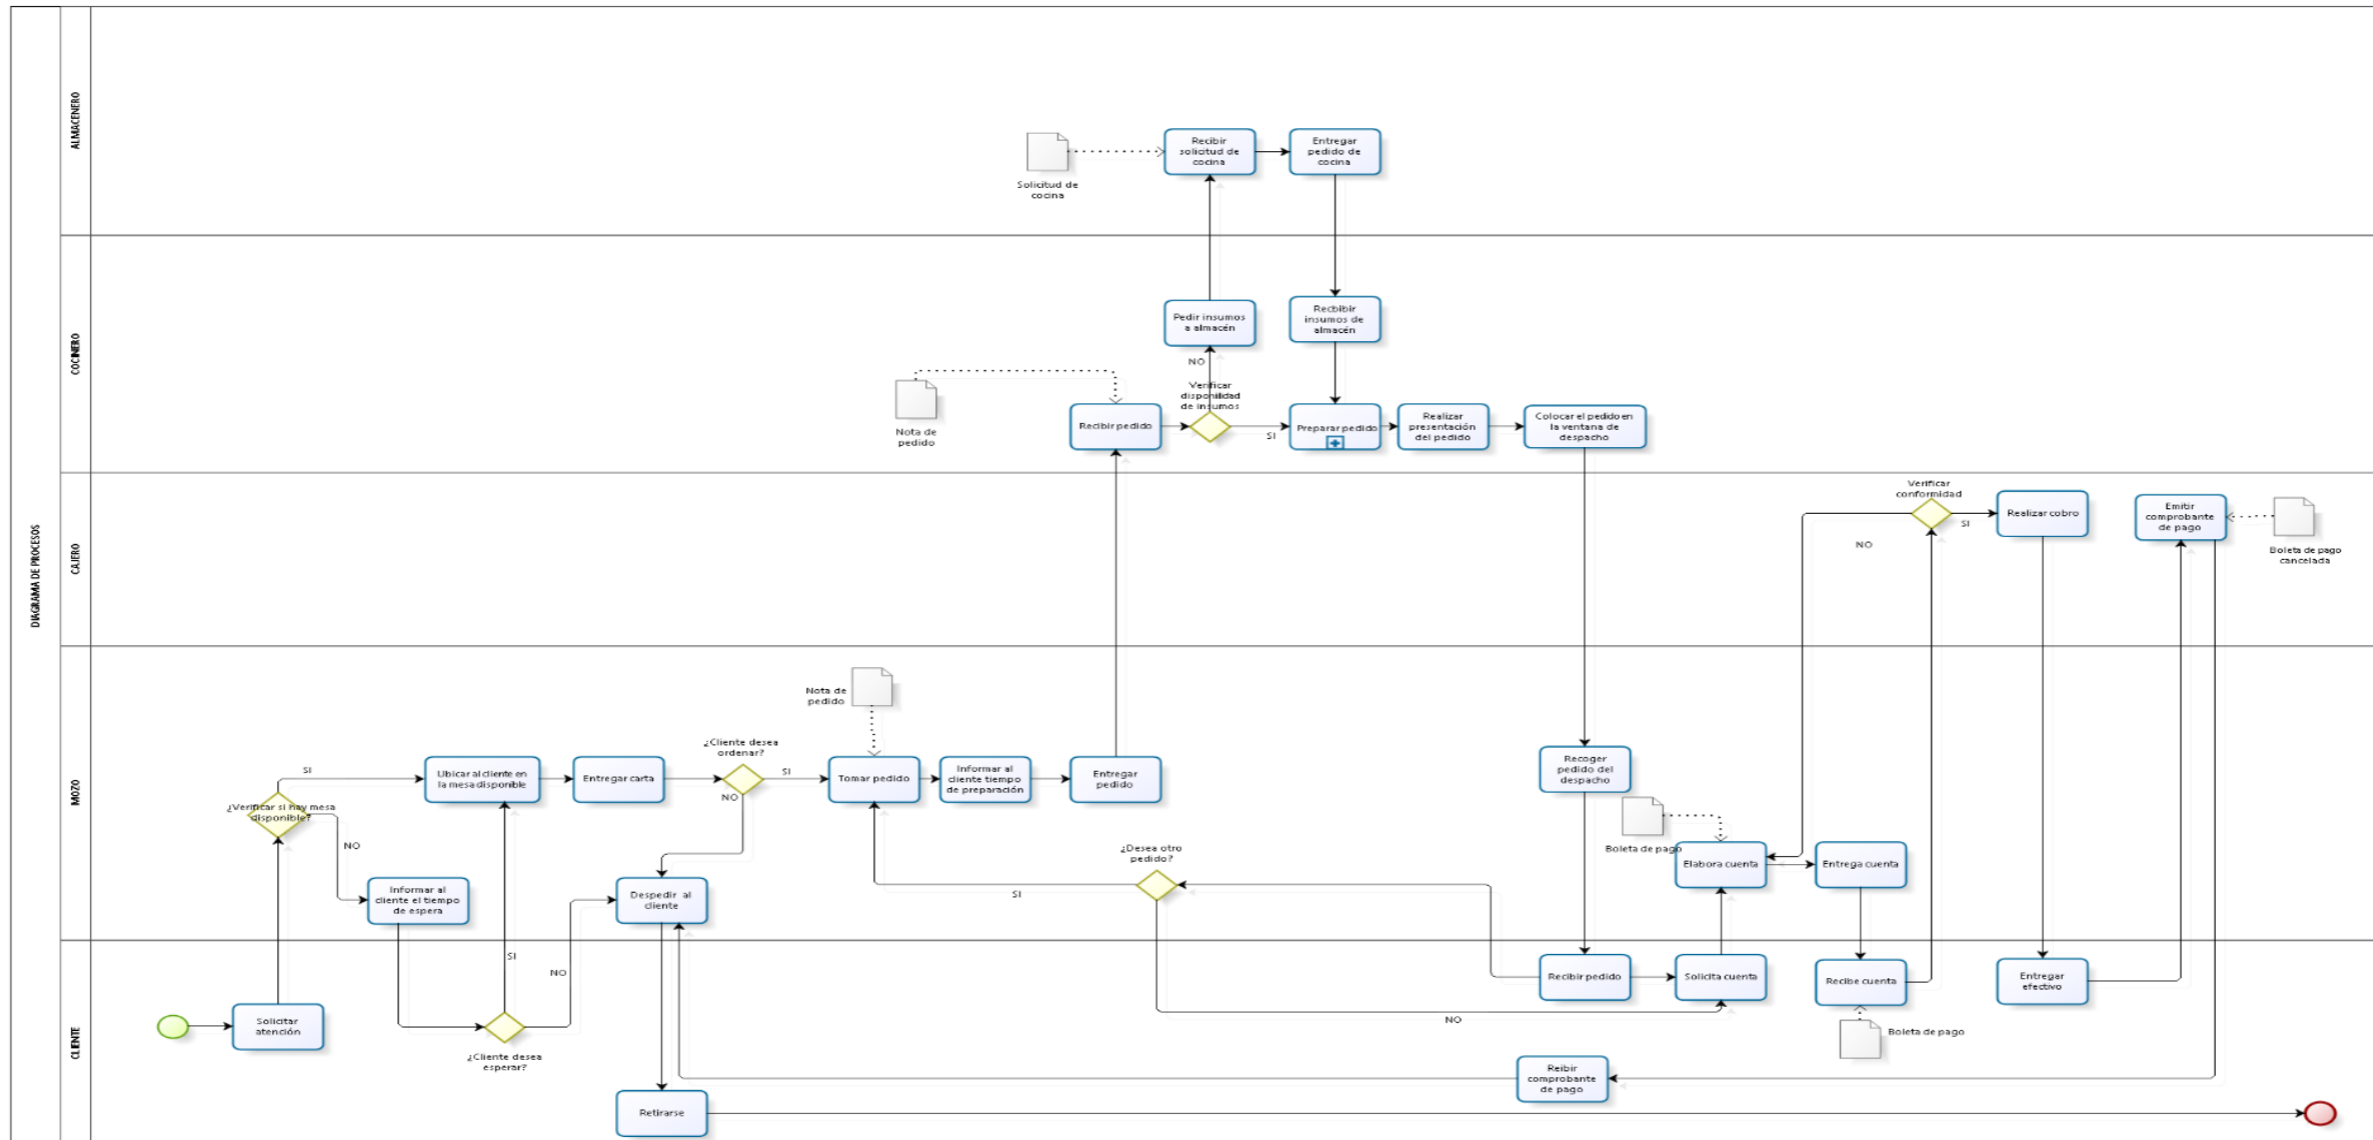 DIAGRAMA DE PROCESOS
ALMACENERO
Solicitud de
cocina
Recibir
solicitud de
cocina
Entregar
pedido de
cocina
COCINERO
Pedir insumos
a almacén
Recbibir
insumos de
almacén
NO
Nota de
pedido
Recibir pedido
Verificar
disponilidad
de insumos
SI
Preparar pedido
Realizar
presentación
del pedido
Colocar el pedido en
la ventana de
despacho
CAJERO
Verificar
conformidad
SI
NO
Realizar cobro
Emitir
comprobante
de pago
Boleta de pago
cancelada
MOZO
¿Verificar si hay mesa
disponible?
SI
NO
Ubicar al cliente en
la mesa disponible
Entregar carta
¿Cliente desea
ordenar?
SI
NO
Nota de
pedido
Tomar pedido
Informar al
cliente tiempo
de preparación
Entregar
pedido
Informar al
cliente el tiempo
de espera
Despedir al
cliente
¿Desea otro
pedido?
SI
Recoger
pedido del
despacho
Boleta de pago
Elabora cuenta
Entrega cuenta
CLIENTE
Solicitar
atención
SI
NO
¿Cliente desea
esperar?
Recibir pedido
Solicita cuenta
NO
Recibe cuenta
Boleta de pago
Entregar
efectivo
Reibir
comprobante
de pago
Retirarse